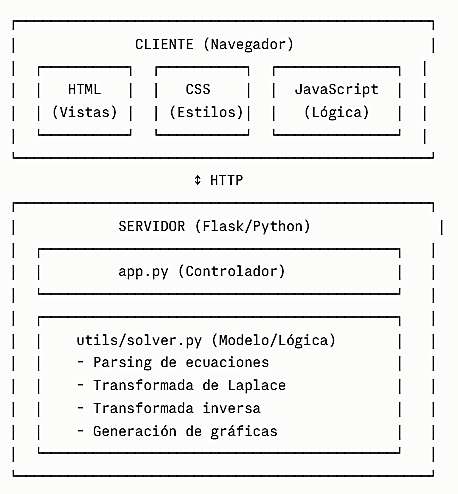 CLIENTE (Navegador)
HTML CSS JavaScript
(Vistas) (Estilos) (Lógica)
↕ HTTP
SERVIDOR (Flask/Python)
app.py (Controlador)
utils/solver.py (Modelo/Lógica)
- Parsing de ecuaciones
- Transformada de Laplace
- Transformada inversa
- Generación de gráficas